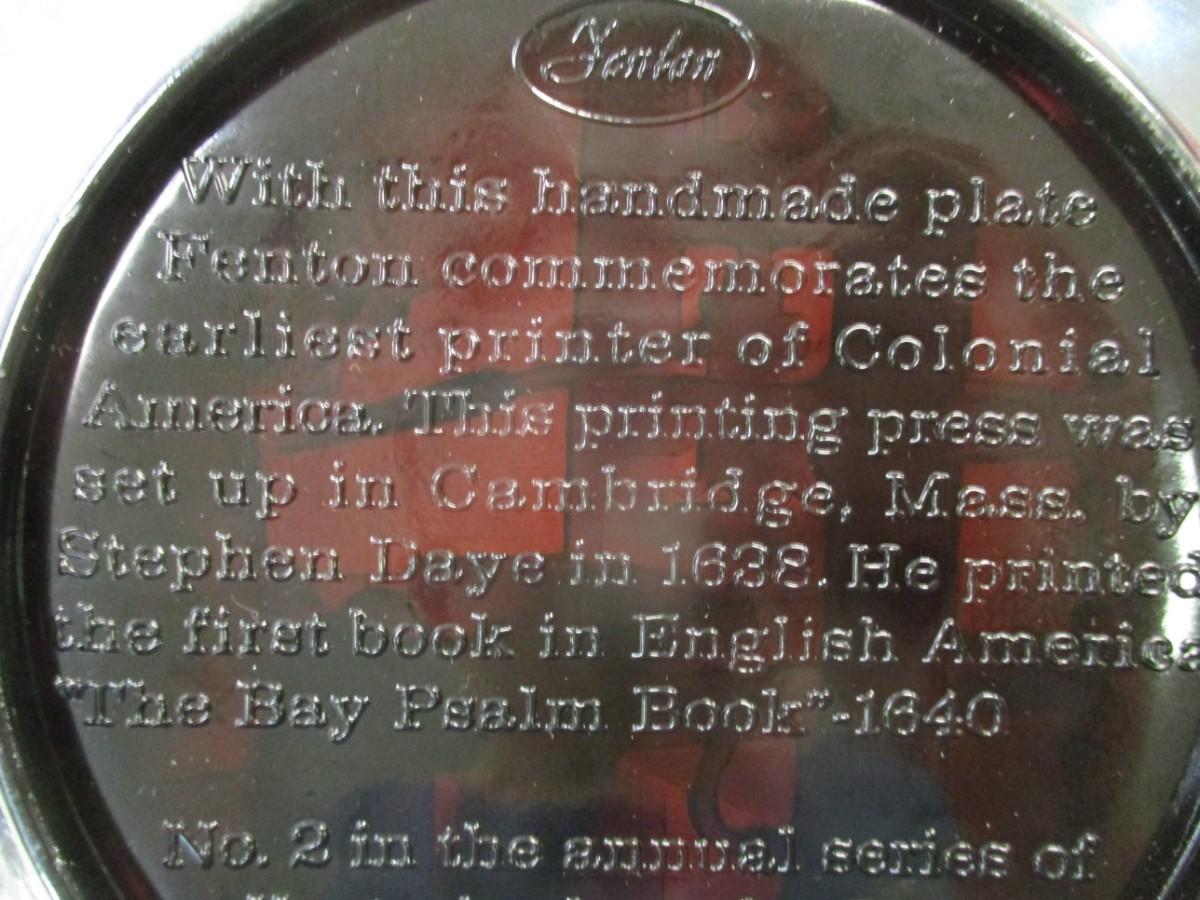 Fenton
With this handmade plate
Fenton commemorates the
earliest printer of Colonial
America. This printing press was
set up in Cambridge, Mass. by
Stephen Daye in 1638. He printed
the first book in English America
"The Bay Psalm Book"-1640
No. 2 in the annual series of